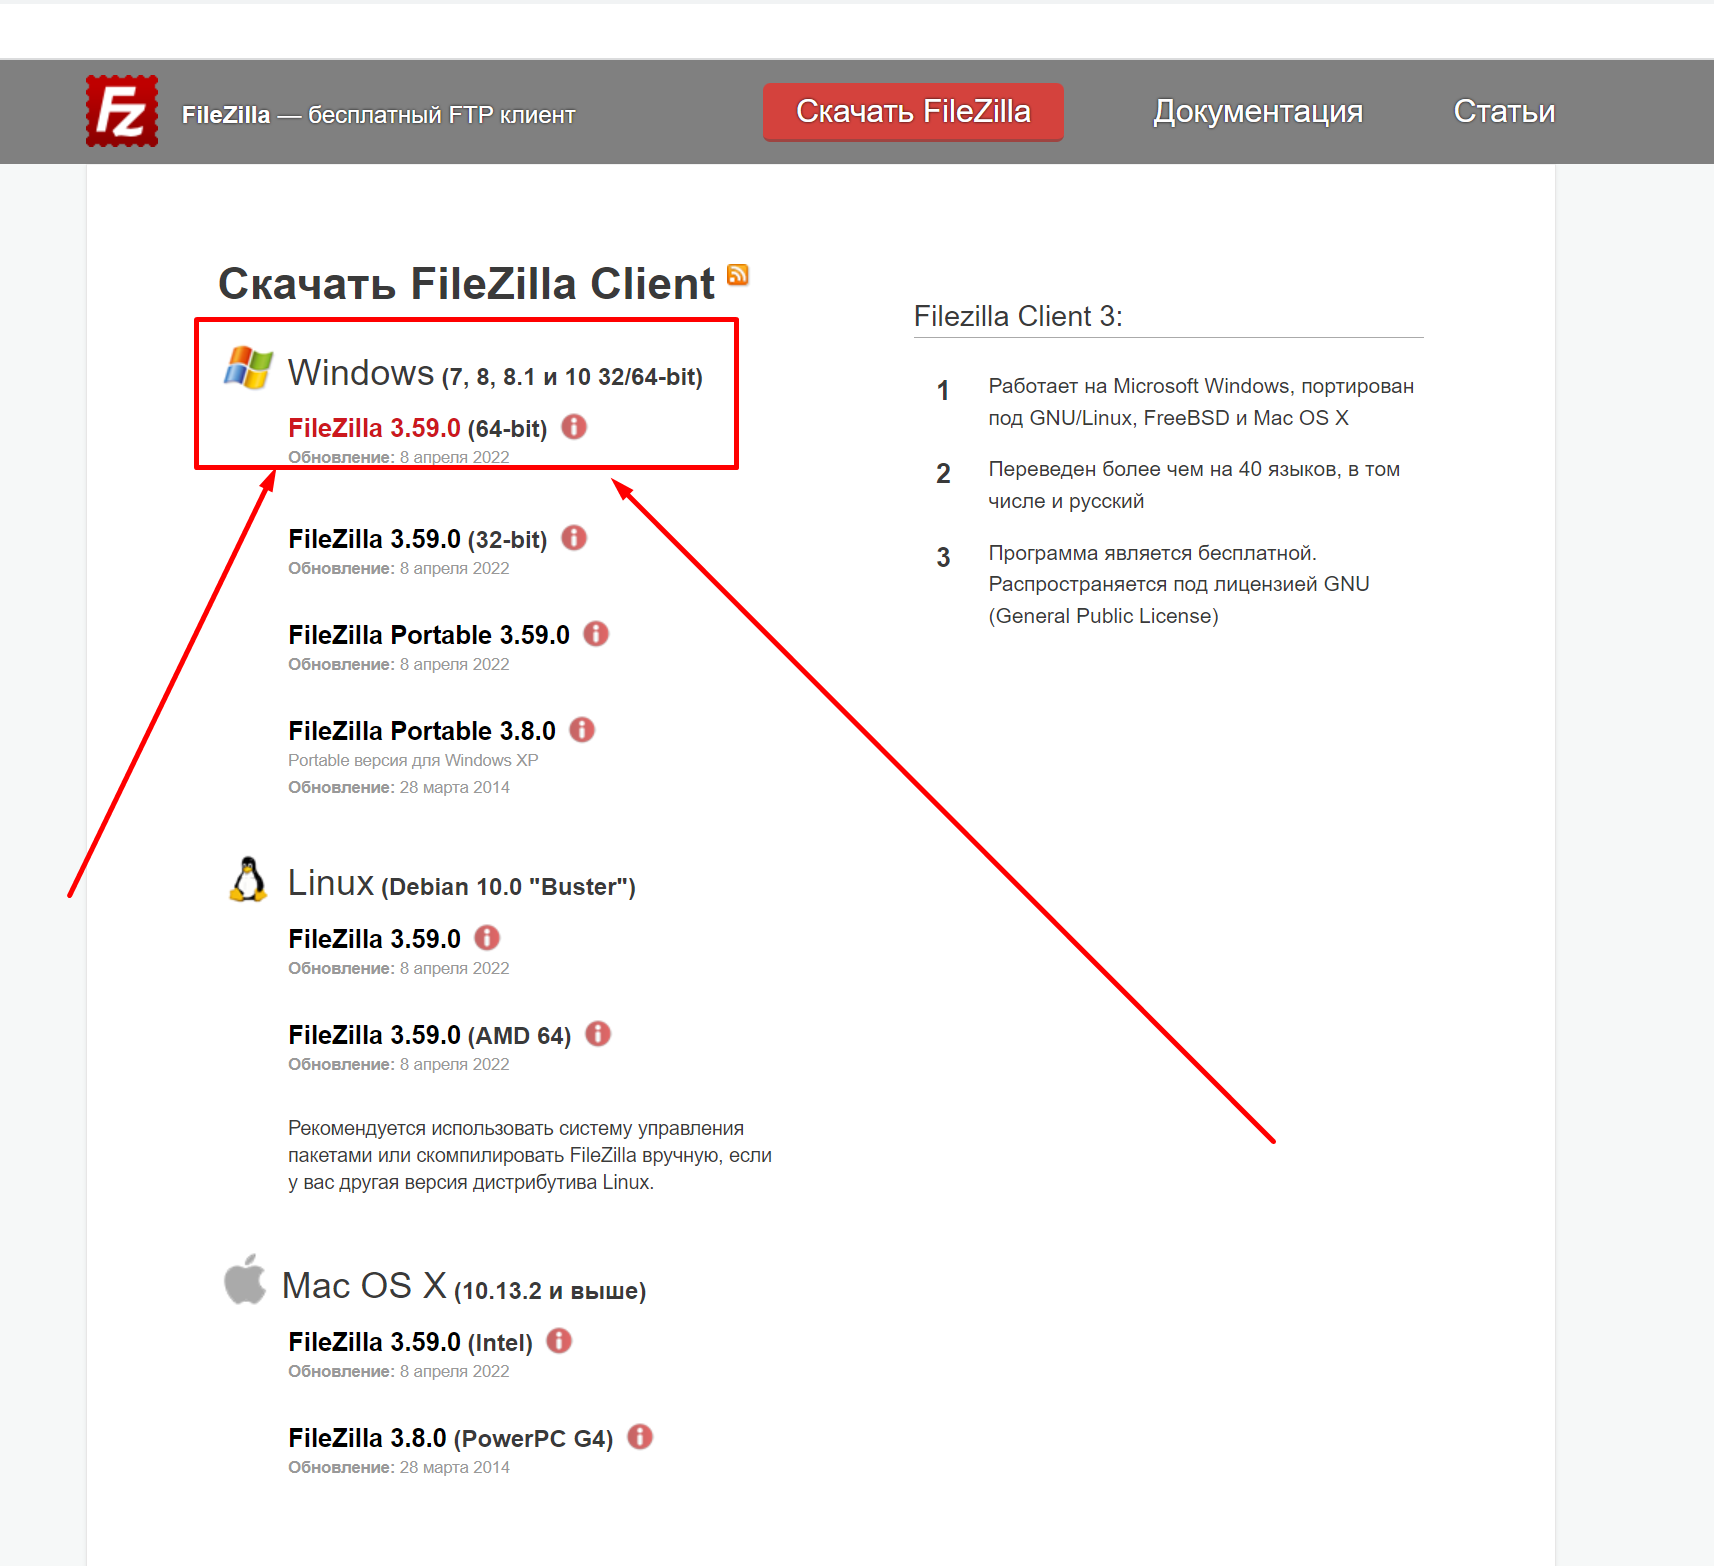 Fz
FileZilla — бесплатный FTP клиент
Скачать FileZilla
Документация
Статьи
Скачать FileZilla Client
Windows (7, 8, 8.1 и 10 32/64-bit)
FileZilla 3.59.0 (64-bit)
Обновление: 8 апреля 2022
FileZilla 3.59.0 (32-bit)
Обновление: 8 апреля 2022
FileZilla Portable 3.59.0
Обновление: 8 апреля 2022
FileZilla Portable 3.8.0
Portable версия для Windows XP
Обновление: 28 марта 2014
Linux (Debian 10.0 "Buster")
FileZilla 3.59.0
Обновление: 8 апреля 2022
FileZilla 3.59.0 (AMD 64)
Обновление: 8 апреля 2022
Рекомендуется использовать систему управления
пакетами или скомпилировать FileZilla вручную, если
у вас другая версия дистрибутива Linux.
Mac OS X (10.13.2 и выше)
FileZilla 3.59.0 (Intel)
Обновление: 8 апреля 2022
FileZilla 3.8.0 (PowerPC G4)
Обновление: 28 марта 2014
Filezilla Client 3:
1 Работает на Microsoft Windows, портирован
под GNU/Linux, FreeBSD и Mac OS X
2 Переведен более чем на 40 языков, в том
числе и русский
3 Программа является бесплатной.
Распространяется под лицензией GNU
(General Public License)